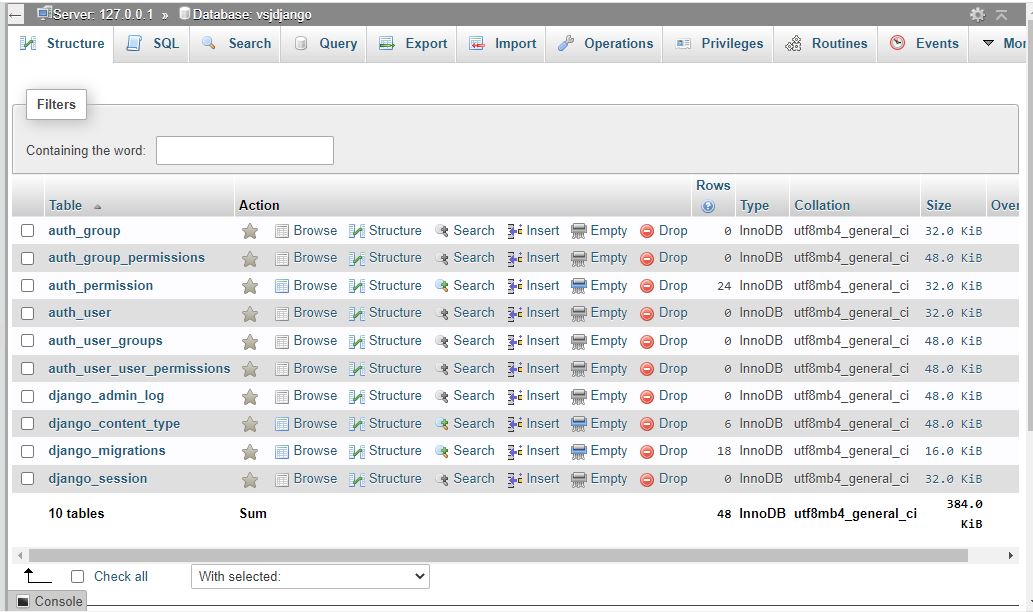 Server: 127.0.0.1 » Database: vsjdjango
Structure SQL Search Query Export Import Operations Privileges Routines Events Mor
Filters
Containing the word:
Table Action Rows Type Collation Size Over
auth_group Browse Structure Search Insert Empty Drop 0 InnoDB utf8mb4_general_ci 32.0 KiB
auth_group_permissions Browse Structure Search Insert Empty Drop 0 InnoDB utf8mb4_general_ci 48.0 KiB
auth_permission Browse Structure Search Insert Empty Drop 24 InnoDB utf8mb4_general_ci 32.0 KiB
auth_user Browse Structure Search Insert Empty Drop 0 InnoDB utf8mb4_general_ci 32.0 KiB
auth_user_groups Browse Structure Search Insert Empty Drop 0 InnoDB utf8mb4_general_ci 48.0 KiB
auth_user_user_permissions Browse Structure Search Insert Empty Drop 0 InnoDB utf8mb4_general_ci 48.0 KiB
django_admin_log Browse Structure Search Insert Empty Drop 0 InnoDB utf8mb4_general_ci 48.0 KiB
django_content_type Browse Structure Search Insert Empty Drop 6 InnoDB utf8mb4_general_ci 48.0 KiB
django_migrations Browse Structure Search Insert Empty Drop 18 InnoDB utf8mb4_general_ci 16.0 KiB
django_session Browse Structure Search Insert Empty Drop 0 InnoDB utf8mb4_general_ci 32.0 KiB
10 tables Sum 48 InnoDB utf8mb4_general_ci 384.0
KiB
Check all With selected:
Console